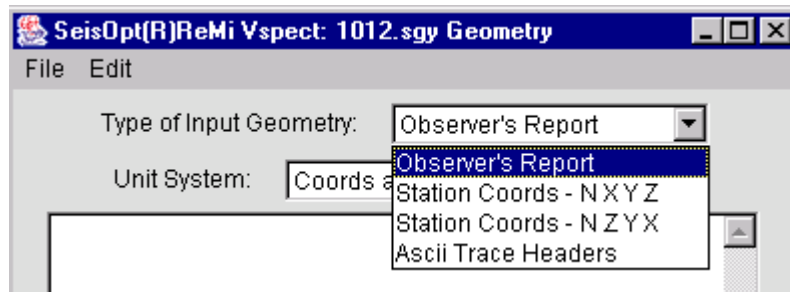 SeisOpt(R)ReMi Vspect: 1012.sgy Geometry
File Edit
Type of Input Geometry: Observer's Report
Observer's Report
Unit System: Coords a
Station Coords - N X Y Z
Station Coords - N Z Y X
Ascii Trace Headers